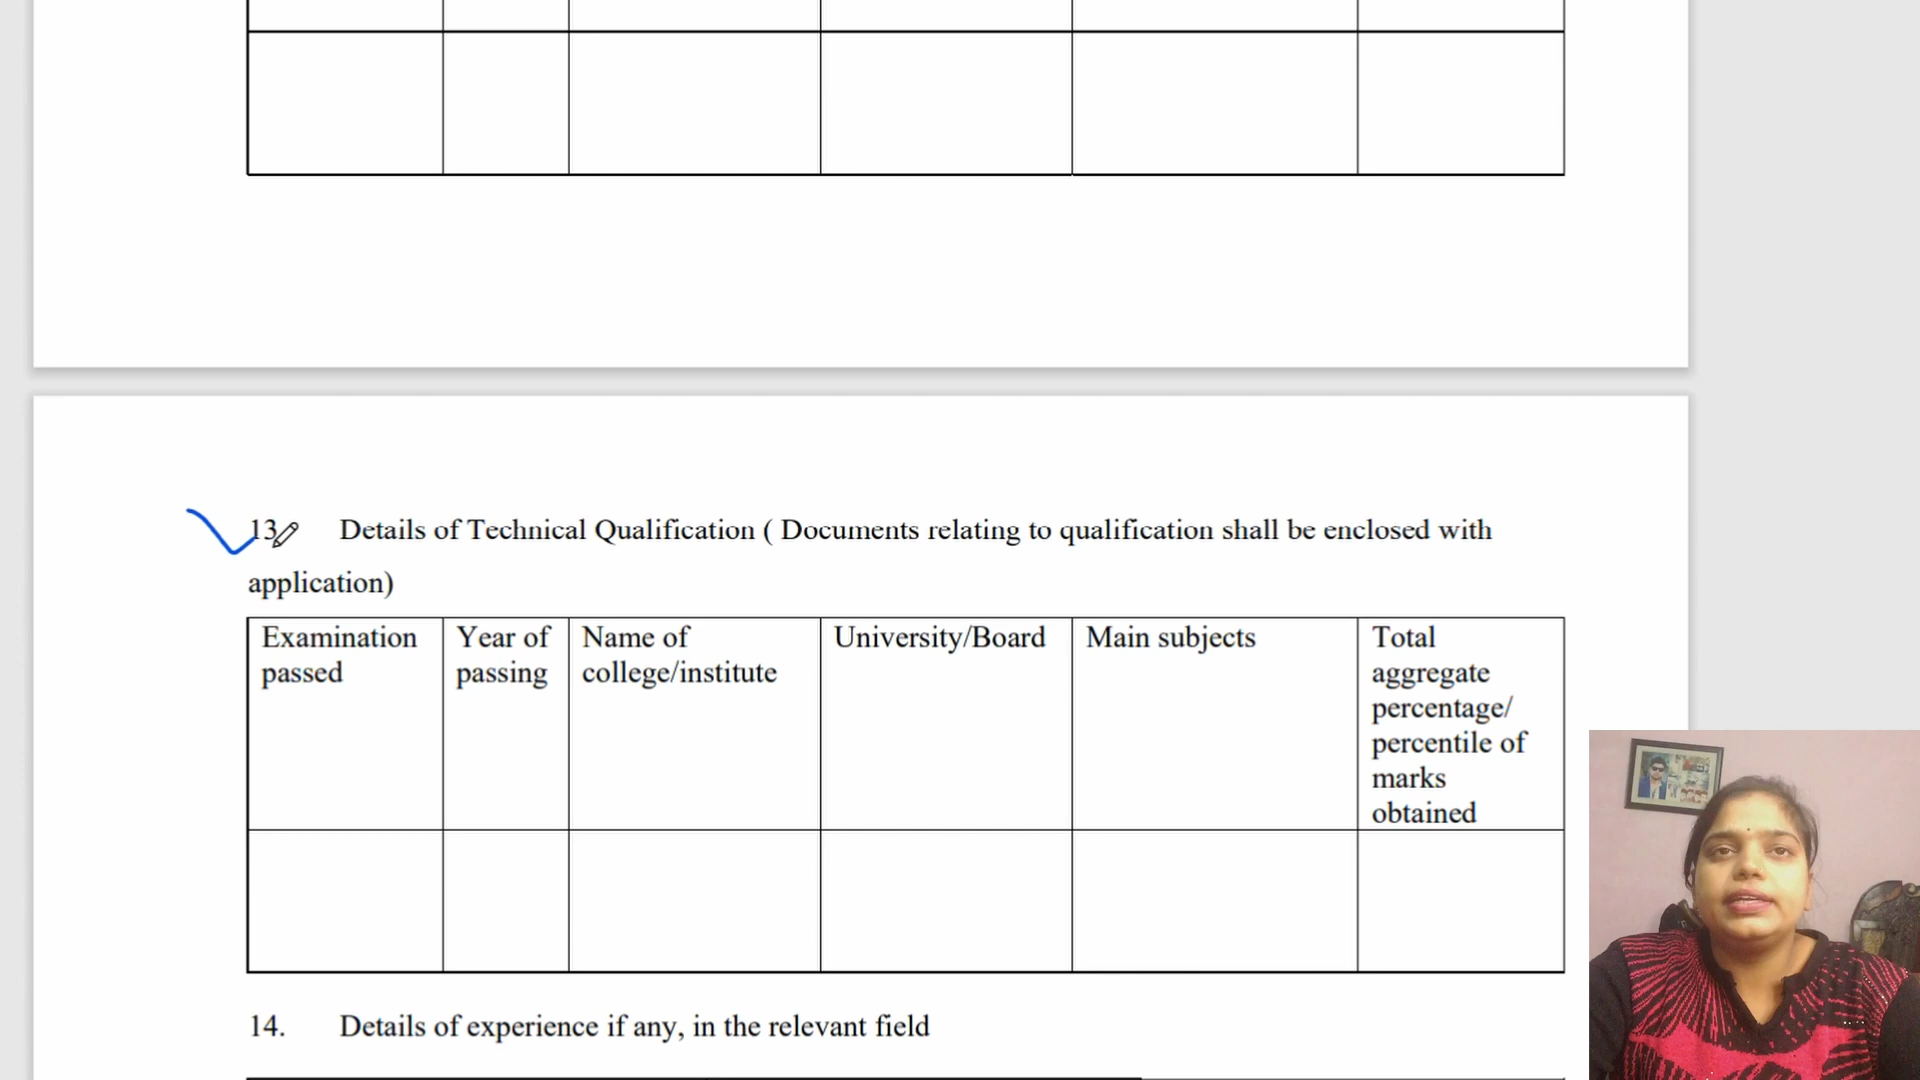 13
Details of Technical Qualification ( Documents relating to qualification shall be enclosed with
application)
Examination
passed
Year of
passing
Name of
college/institute
University/Board
Main subjects
Total
aggregate
percentage/
percentile of
marks
obtained
14. Details of experience if any, in the relevant field